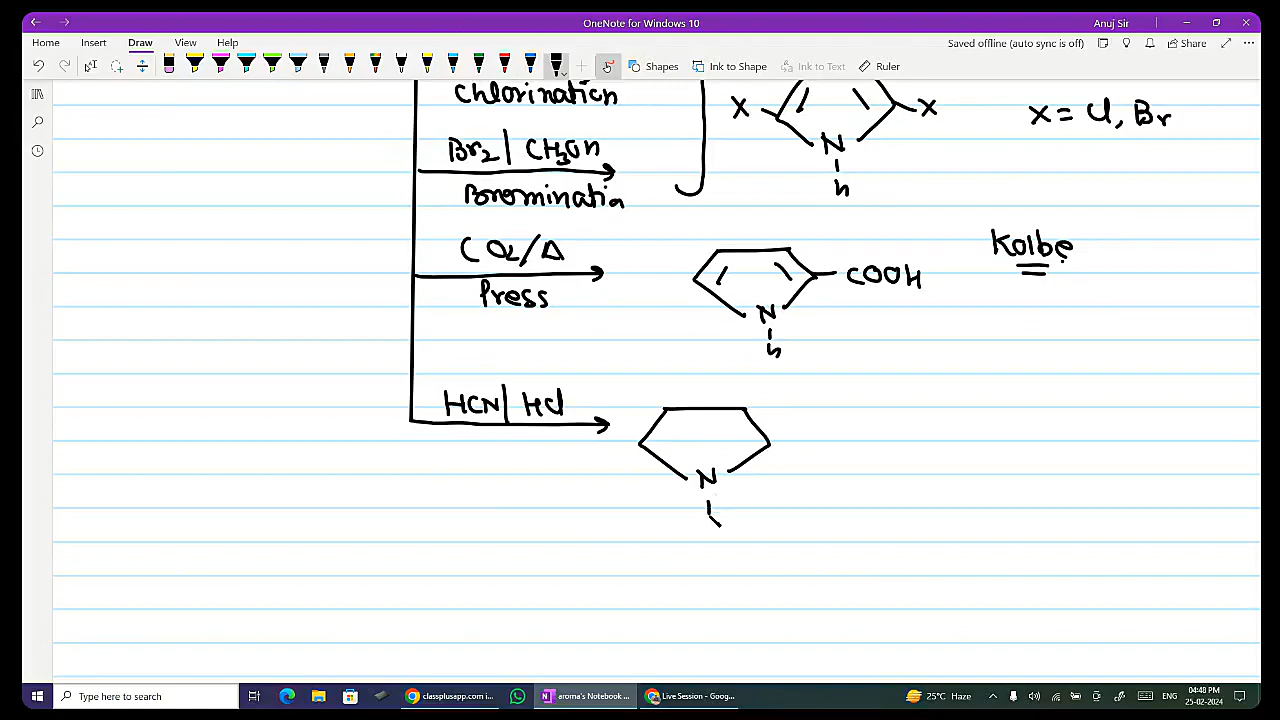 OneNote for Windows 10
Anuj Sir
Home Insert Draw View Help
Saved offline (auto sync is off)
Share
Shapes
Ink to Shape
Ink to Text
Ruler
Chlorination
X X X = Cl, Br
Br2 | CH3OH
N
Boromination
H
CO2/Δ
Kolbe
COOH
Press
N
H
HCN | HCl
N
Type here to search
classplusapp.com i...
aroma's Notebook ...
Live Session - Goog...
25°C Haze
ENG
04:48 PM
25-02-2024